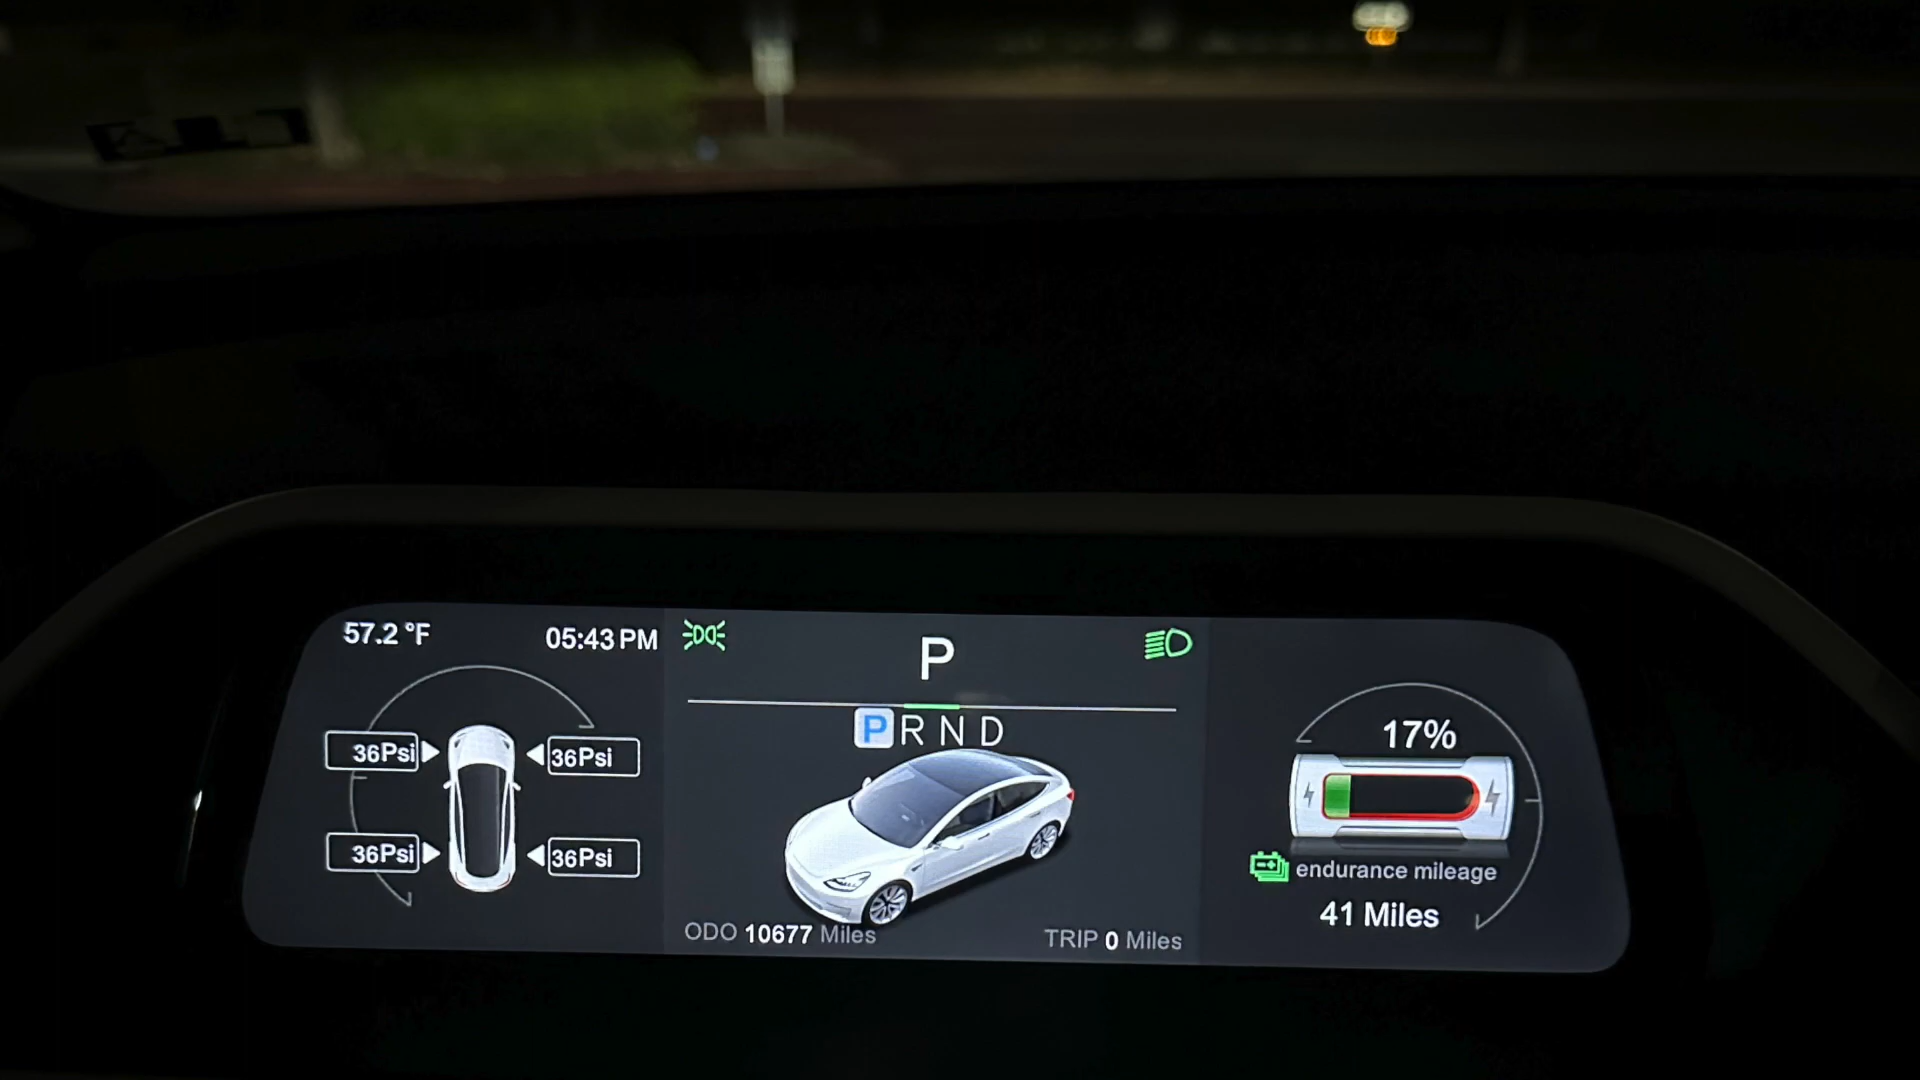 57.2 °F
05:43 PM
P
P R N D
36Psi
36Psi
36Psi
36Psi
17%
endurance mileage
41 Miles
ODO 10677 Miles
TRIP 0 Miles